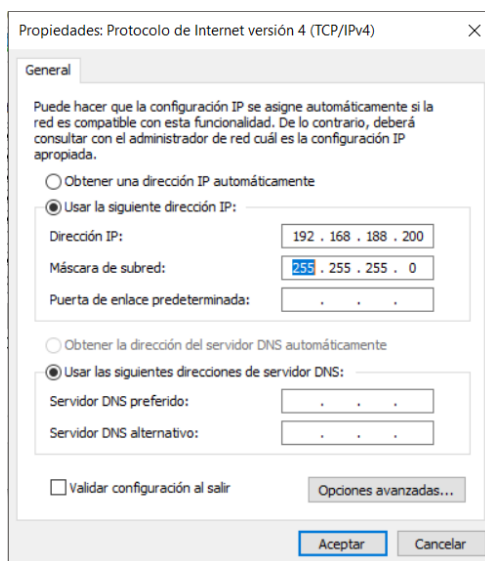 Propiedades: Protocolo de Internet versión 4 (TCP/IPv4)
General
Puede hacer que la configuración IP se asigne automáticamente si la
red es compatible con esta funcionalidad. De lo contrario, deberá
consultar con el administrador de red cuál es la configuración IP
apropiada.
Obtener una dirección IP automáticamente
Usar la siguiente dirección IP:
Dirección IP: 192 . 168 . 188 . 200
Máscara de subred: 255 . 255 . 255 . 0
Puerta de enlace predeterminada: . . .
Obtener la dirección del servidor DNS automáticamente
Usar las siguientes direcciones de servidor DNS:
Servidor DNS preferido: . . .
Servidor DNS alternativo: . . .
Validar configuración al salir Opciones avanzadas...
Aceptar Cancelar